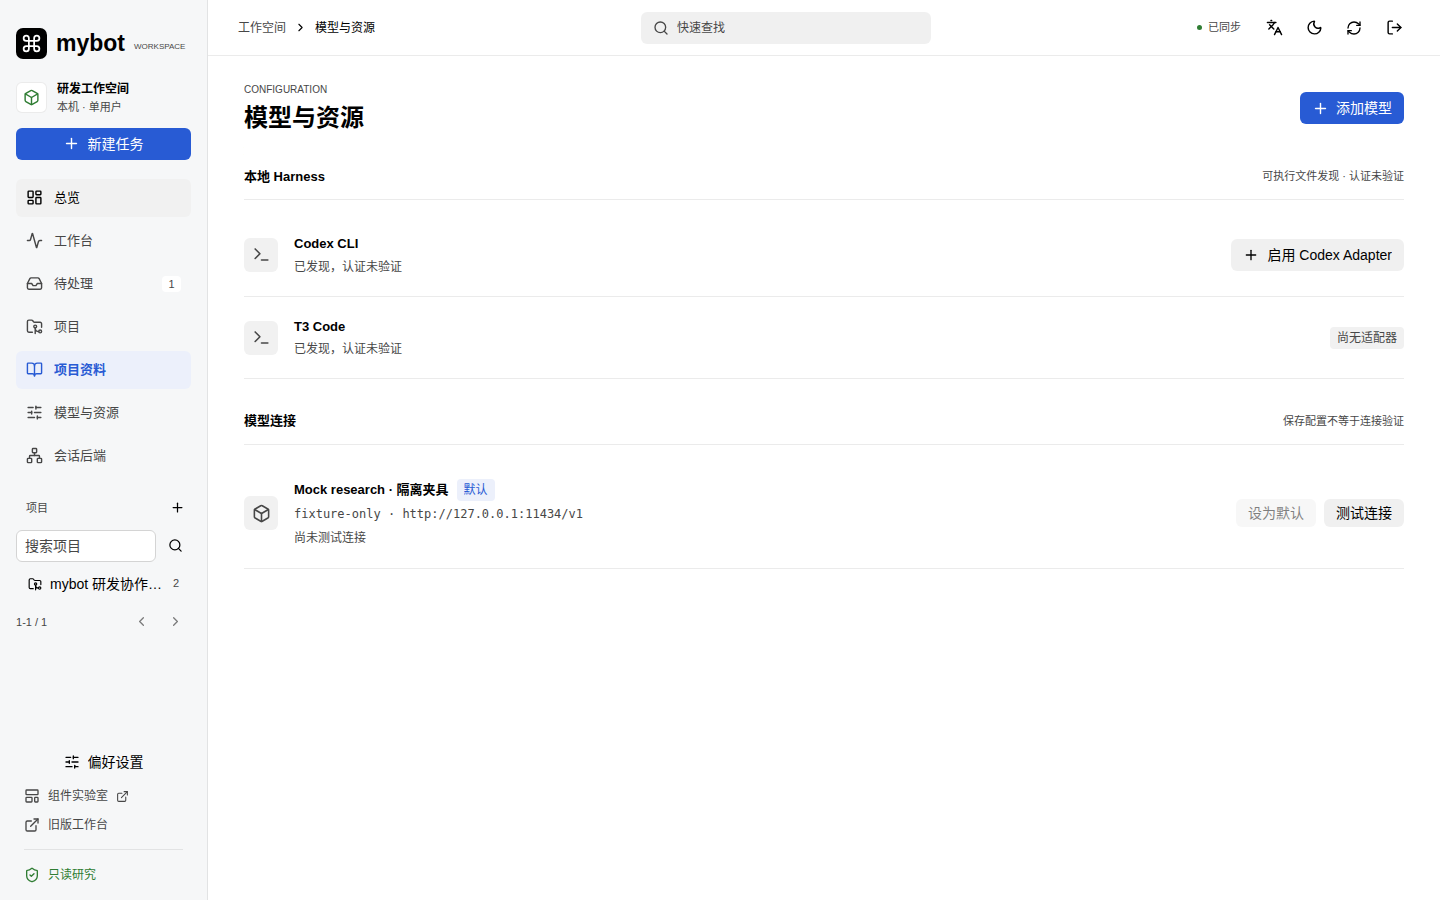 mybot WORKSPACE
研发工作空间
本机 · 单用户
新建任务
总览
工作台
待处理 1
项目
项目资料
模型与资源
会话后端
项目
搜索项目
mybot 研发协作… 2
1-1 / 1
偏好设置
组件实验室
旧版工作台
只读研究
工作空间 模型与资源
快速查找
已同步
CONFIGURATION
模型与资源
添加模型
本地 Harness
可执行文件发现 · 认证未验证
Codex CLI
已发现，认证未验证
启用 Codex Adapter
T3 Code
已发现，认证未验证
尚无适配器
模型连接
保存配置不等于连接验证
Mock research · 隔离夹具 默认
fixture-only · http://127.0.0.1:11434/v1
尚未测试连接
设为默认
测试连接